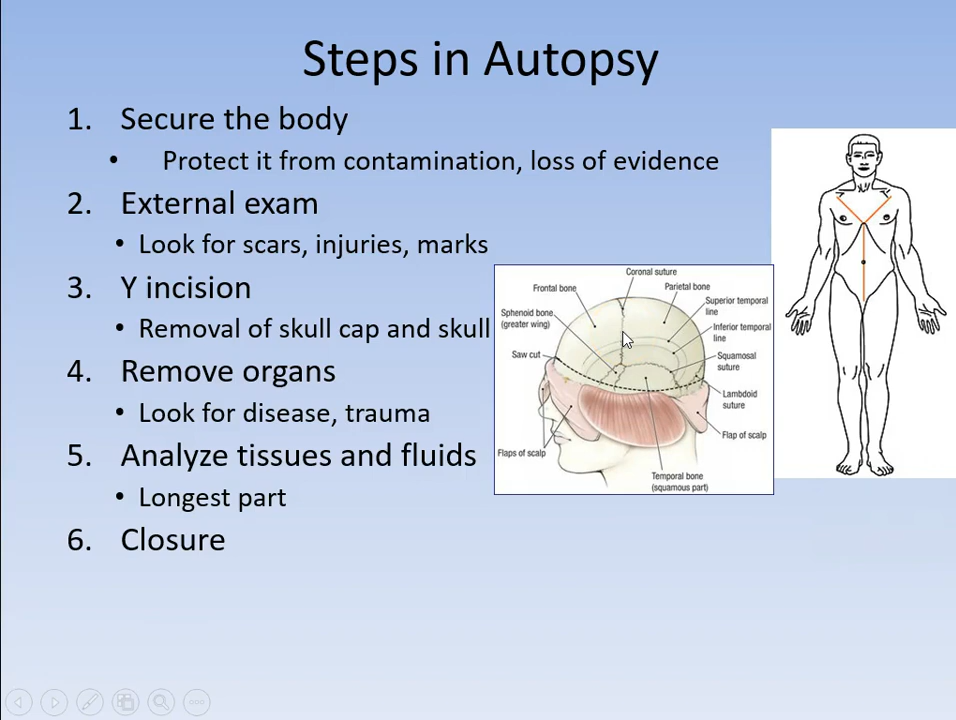 Steps in Autopsy
1. Secure the body
• Protect it from contamination, loss of evidence
2. External exam
• Look for scars, injuries, marks
3. Y incision
• Removal of skull cap and skull
4. Remove organs
• Look for disease, trauma
5. Analyze tissues and fluids
• Longest part
6. Closure
Coronal suture
Frontal bone
Parietal bone
Superior temporal
line
Sphenoid bone
(greater wing)
Inferior temporal
line
Saw cut
Squamosal
suture
Lambdoid
suture
Flap of scalp
Flaps of scalp
Temporal bone
(squamous part)